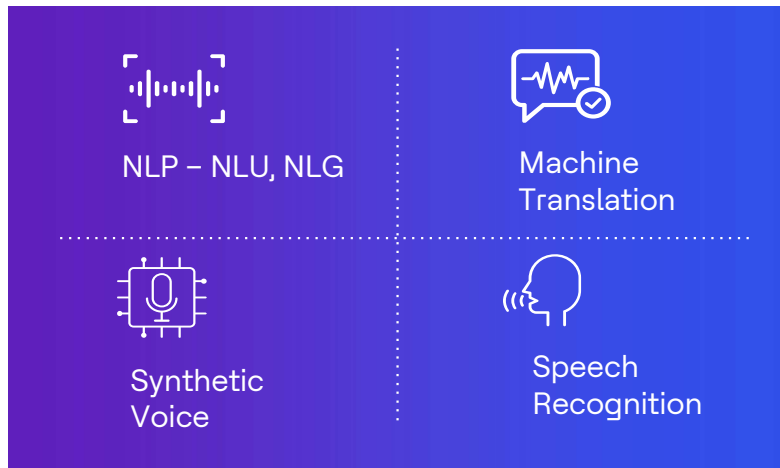 NLP – NLU, NLG
Machine
Translation
Synthetic
Voice
Speech
Recognition